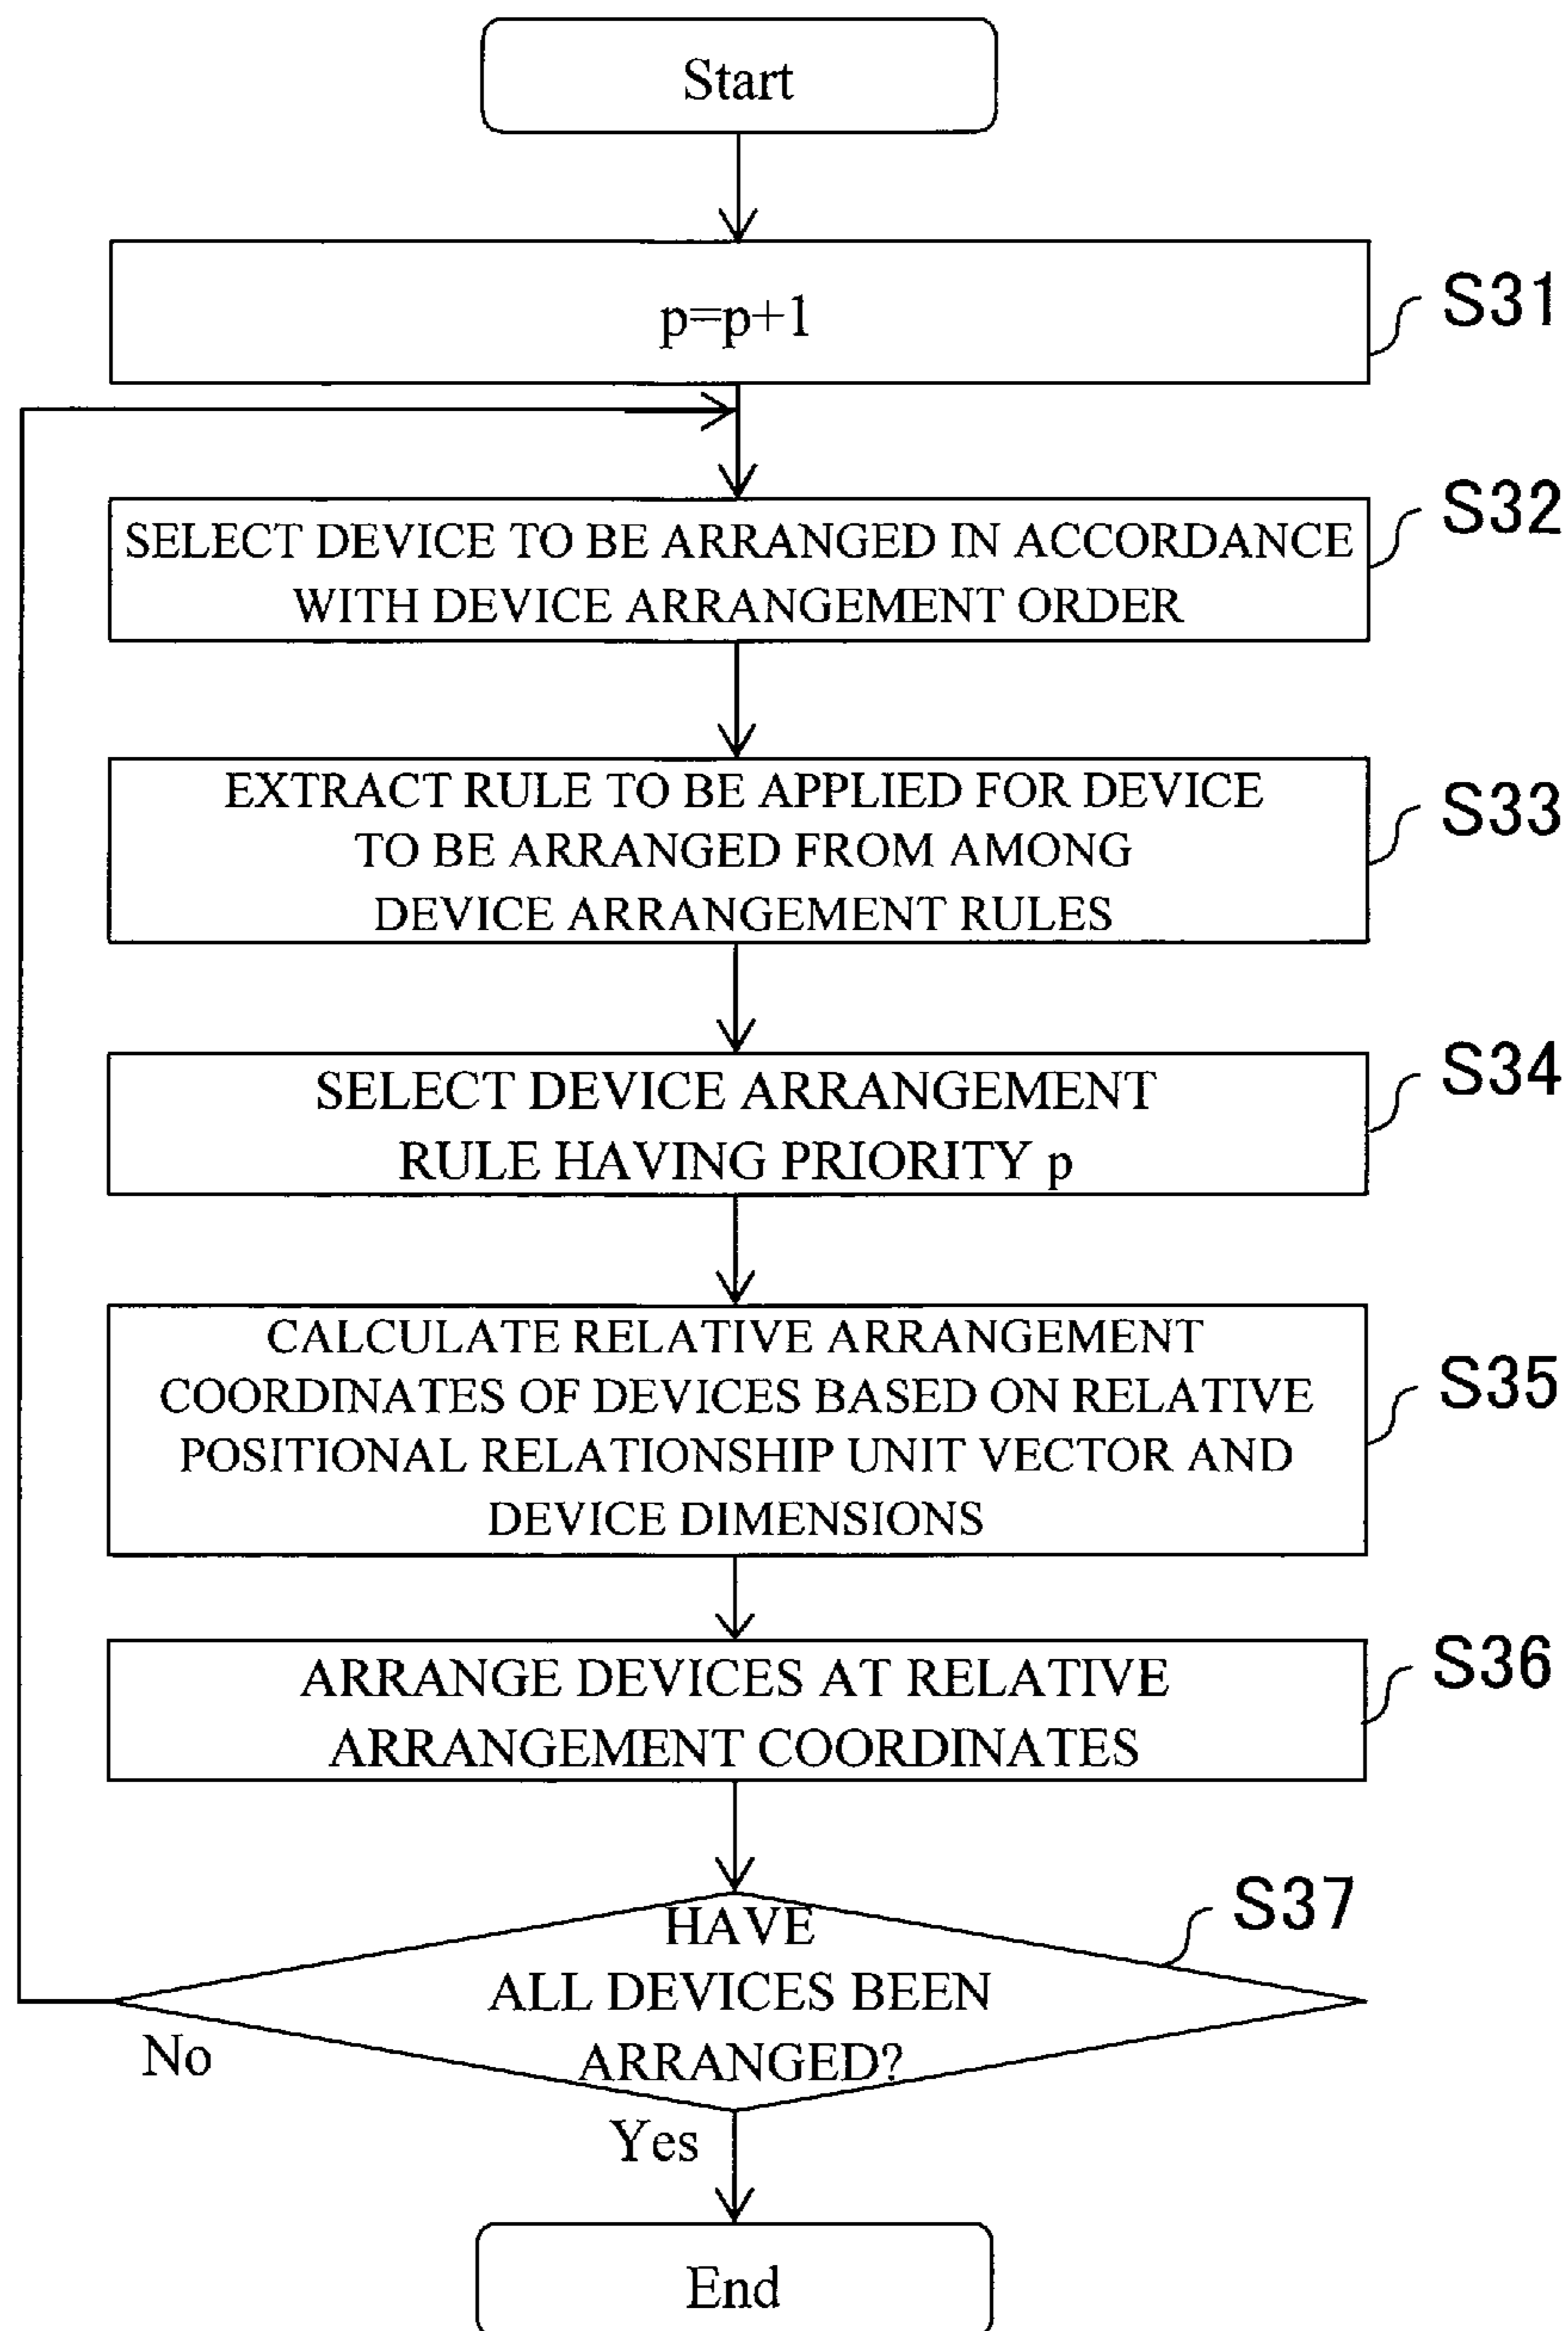 Start
p=p+1
S31
SELECT DEVICE TO BE ARRANGED IN ACCORDANCE
WITH DEVICE ARRANGEMENT ORDER
S32
EXTRACT RULE TO BE APPLIED FOR DEVICE
TO BE ARRANGED FROM AMONG
DEVICE ARRANGEMENT RULES
S33
SELECT DEVICE ARRANGEMENT
RULE HAVING PRIORITY p
S34
CALCULATE RELATIVE ARRANGEMENT
COORDINATES OF DEVICES BASED ON RELATIVE
POSITIONAL RELATIONSHIP UNIT VECTOR AND
DEVICE DIMENSIONS
S35
ARRANGE DEVICES AT RELATIVE
ARRANGEMENT COORDINATES
S36
HAVE
ALL DEVICES BEEN
ARRANGED?
S37
No
Yes
End